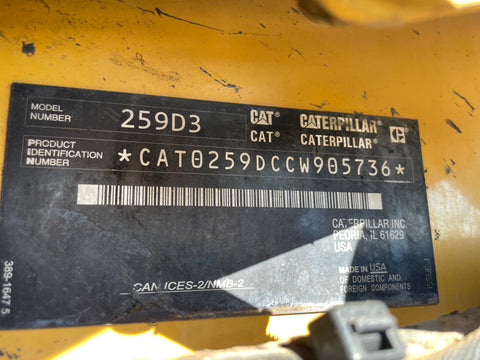 MODEL NUMBER 259D3 CAT CATERPILLAR
CAT CATERPILLAR
PRODUCT IDENTIFICATION NUMBER *CAT0259DCCW905736*
CATERPILLAR INC.
PEORIA, IL 61629
USA
MADE IN USA
OF DOMESTIC AND
FOREIGN COMPONENTS
CAN ICES-2/NMB-2
389-1647 5